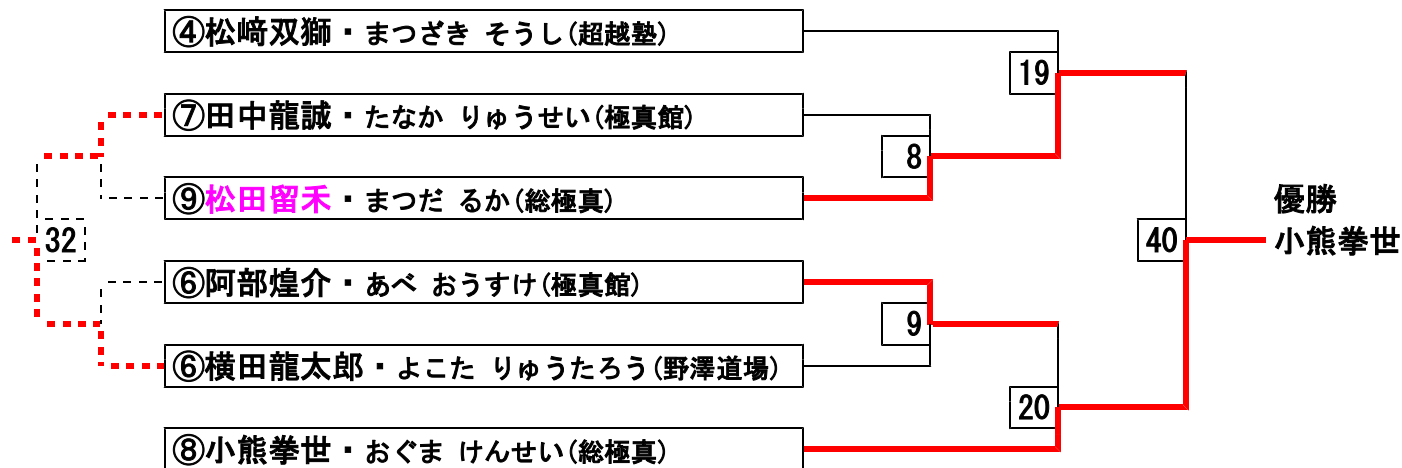 ④松﨑双獅・まつざき そうし(超越塾)
19
⑦田中龍誠・たなか りゅうせい(極真館)
8
⑨松田留禾・まつだ るか(総極真)
優勝
32
40
小熊拳世
⑥阿部煌介・あべ おうすけ(極真館)
9
⑥横田龍太郎・よこた りゅうたろう(野澤道場)
20
⑧小熊拳世・おぐま けんせい(総極真)